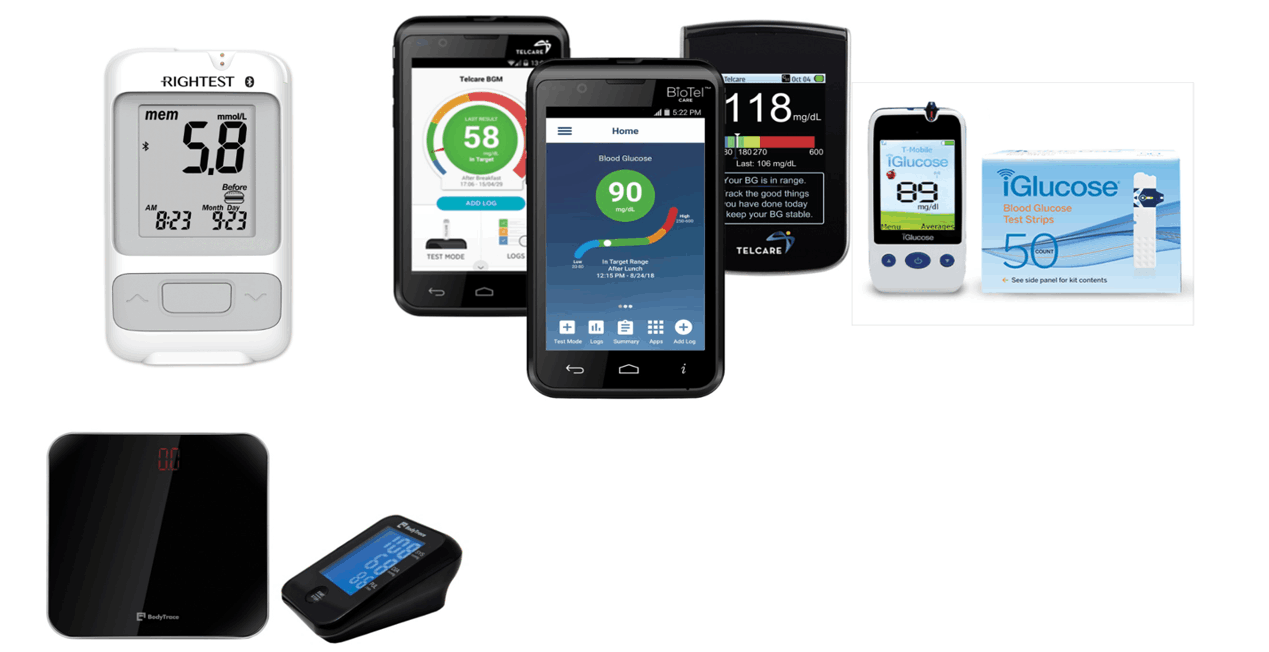 RIGHTEST
mem
mmol/L
5.8
Before
AM
Month Day
8:23
9:23
TELCARE
Telcare BGM
LAST RESULT
58
mg/dL
In Target
After Breakfast
17:06 - 15/04/29
ADD LOG
TEST MODE
LOGS
BioTel™
CARE
5:22 PM
Home
Blood Glucose
90
mg/dL
High
Low
In Target Range
After Lunch
12:15 PM - 8/24/18
Test Mode Logs Summary Apps Add Log
i
Telcare
Oct 04
118 mg/dL
80 180 270 600
Last: 106 mg/dL
Your BG is in range.
Track the good things
you have done today
keep your BG stable.
TELCARE
T-Mobile
iGlucose
89
mg/dl
Menu Averages
iGlucose
iGlucose
Blood Glucose
Test Strips
50
COUNT
See side panel for kit contents
0.0
BodyTrace
BodyTrace
108
68